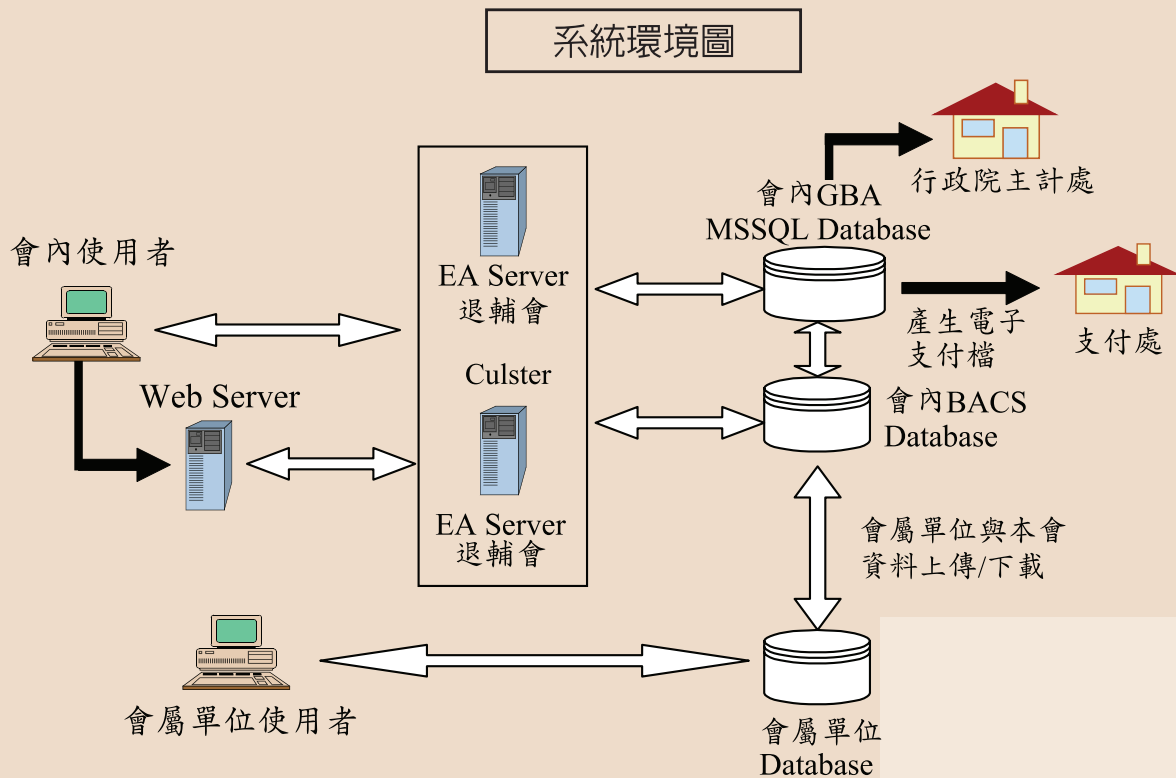 系統環境圖
行政院主計處
會內GBA
MSSQL Database
會內使用者
EA Server
退輔會
產生電子
支付檔
支付處
Culster
Web Server
會內BACS
Database
EA Server
退輔會
會屬單位與本會
資料上傳/下載
會屬單位使用者
會屬單位
Database